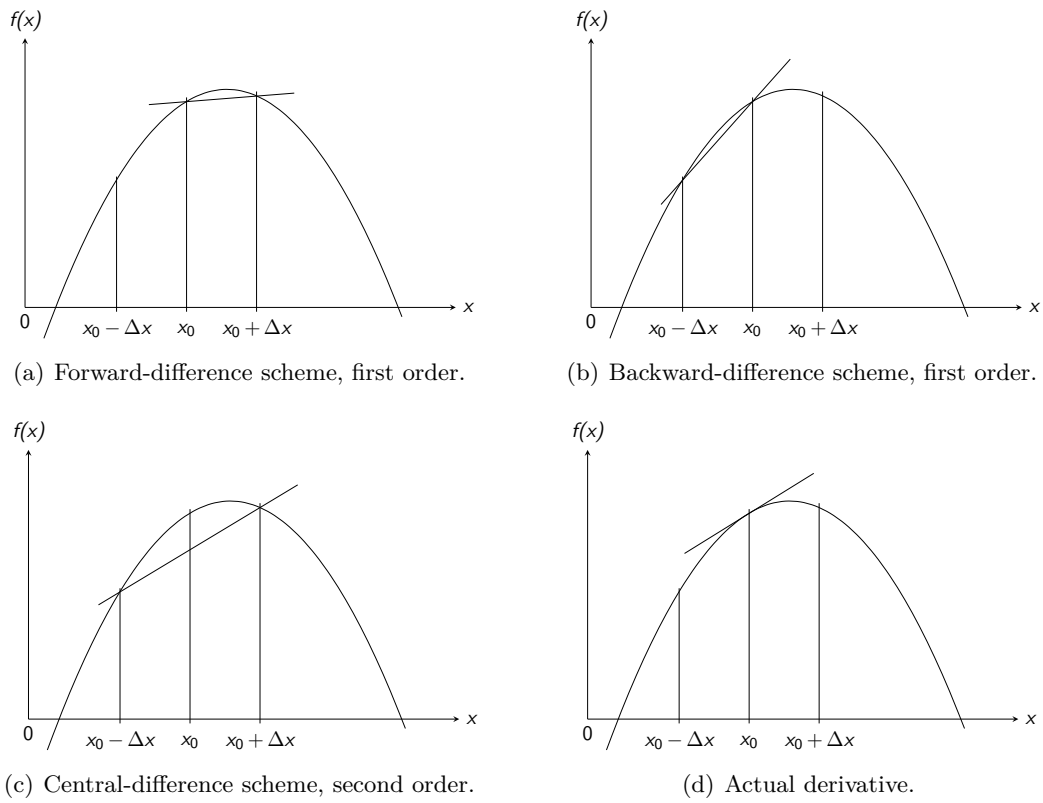 f(x)
x
0
x₀ − Δx
x₀
x₀ + Δx
(a) Forward-difference scheme, first order.
f(x)
x
0
x₀ − Δx
x₀
x₀ + Δx
(b) Backward-difference scheme, first order.
f(x)
x
0
x₀ − Δx
x₀
x₀ + Δx
(c) Central-difference scheme, second order.
f(x)
x
0
x₀ − Δx
x₀
x₀ + Δx
(d) Actual derivative.